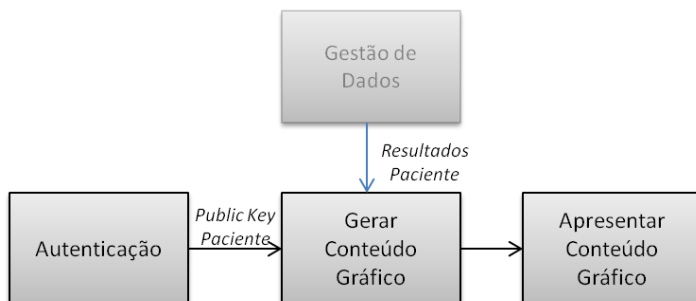 Gestão de
Dados
Resultados
Paciente
Autenticação
Public Key
Paciente
Gerar
Conteúdo
Gráfico
Apresentar
Conteúdo
Gráfico